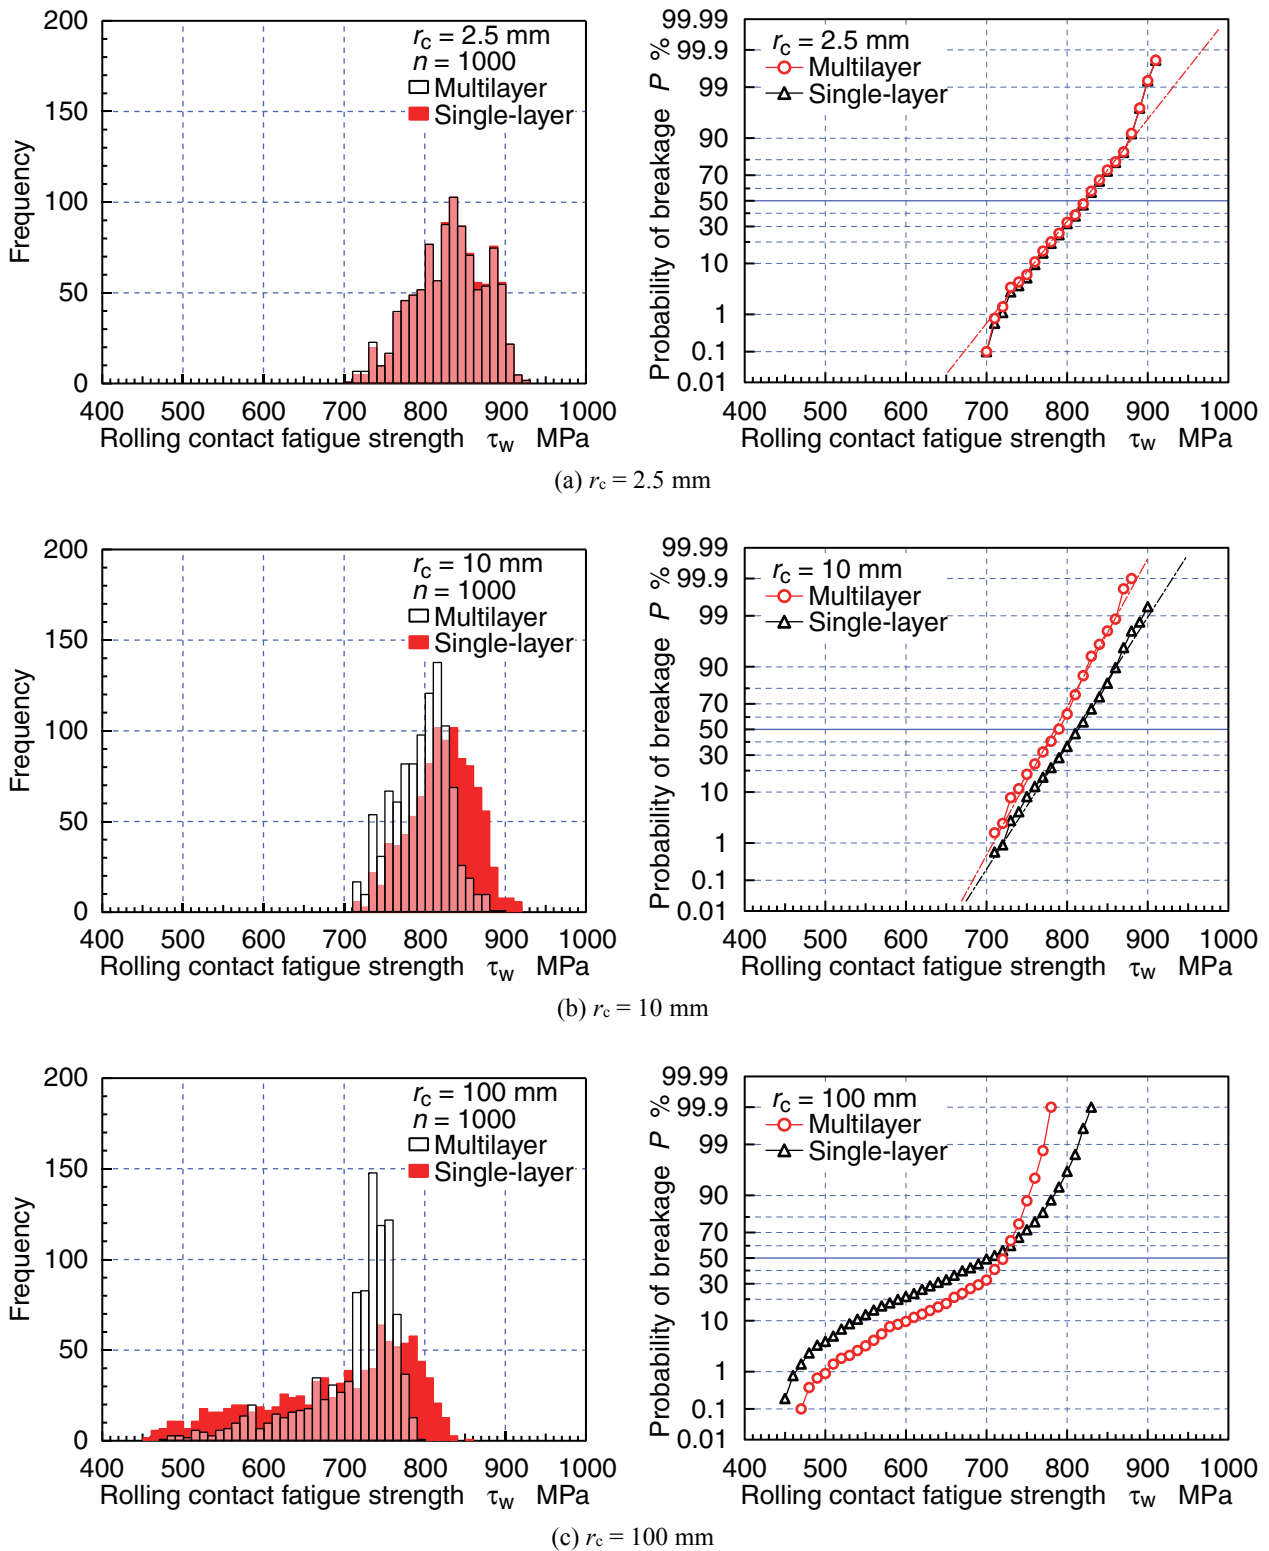 200
150
100
50
0
Frequency
rc = 2.5 mm
n = 1000
Multilayer
Single-layer
400 500 600 700 800 900 1000
Rolling contact fatigue strength τw MPa
99.99
99.9
99
90
70
50
30
10
1
0.1
0.01
Probability of breakage P %
rc = 2.5 mm
Multilayer
Single-layer
400 500 600 700 800 900 1000
Rolling contact fatigue strength τw MPa
(a) rc = 2.5 mm
200
150
100
50
0
Frequency
rc = 10 mm
n = 1000
Multilayer
Single-layer
400 500 600 700 800 900 1000
Rolling contact fatigue strength τw MPa
99.99
99.9
99
90
70
50
30
10
1
0.1
0.01
Probability of breakage P %
rc = 10 mm
Multilayer
Single-layer
400 500 600 700 800 900 1000
Rolling contact fatigue strength τw MPa
(b) rc = 10 mm
200
150
100
50
0
Frequency
rc = 100 mm
n = 1000
Multilayer
Single-layer
400 500 600 700 800 900 1000
Rolling contact fatigue strength τw MPa
99.99
99.9
99
90
70
50
30
10
1
0.1
0.01
Probability of breakage P %
rc = 100 mm
Multilayer
Single-layer
400 500 600 700 800 900 1000
Rolling contact fatigue strength τw MPa
(c) rc = 100 mm